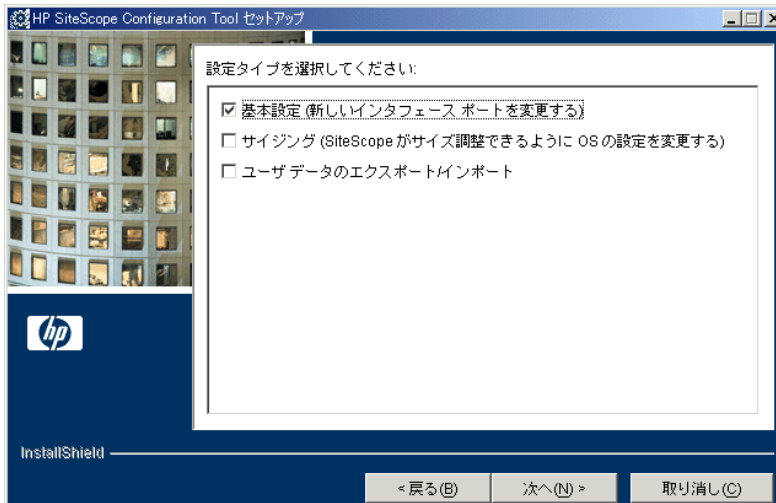 HP SiteScope Configuration Tool セットアップ
設定タイプを選択してください:
基本設定 (新しいインタフェース ポートを変更する)
サイジング (SiteScope がサイズ調整できるように OS の設定を変更する)
ユーザ データのエクスポート/インポート
hp
InstallShield
< 戻る(B)
次へ(N) >
取り消し(C)